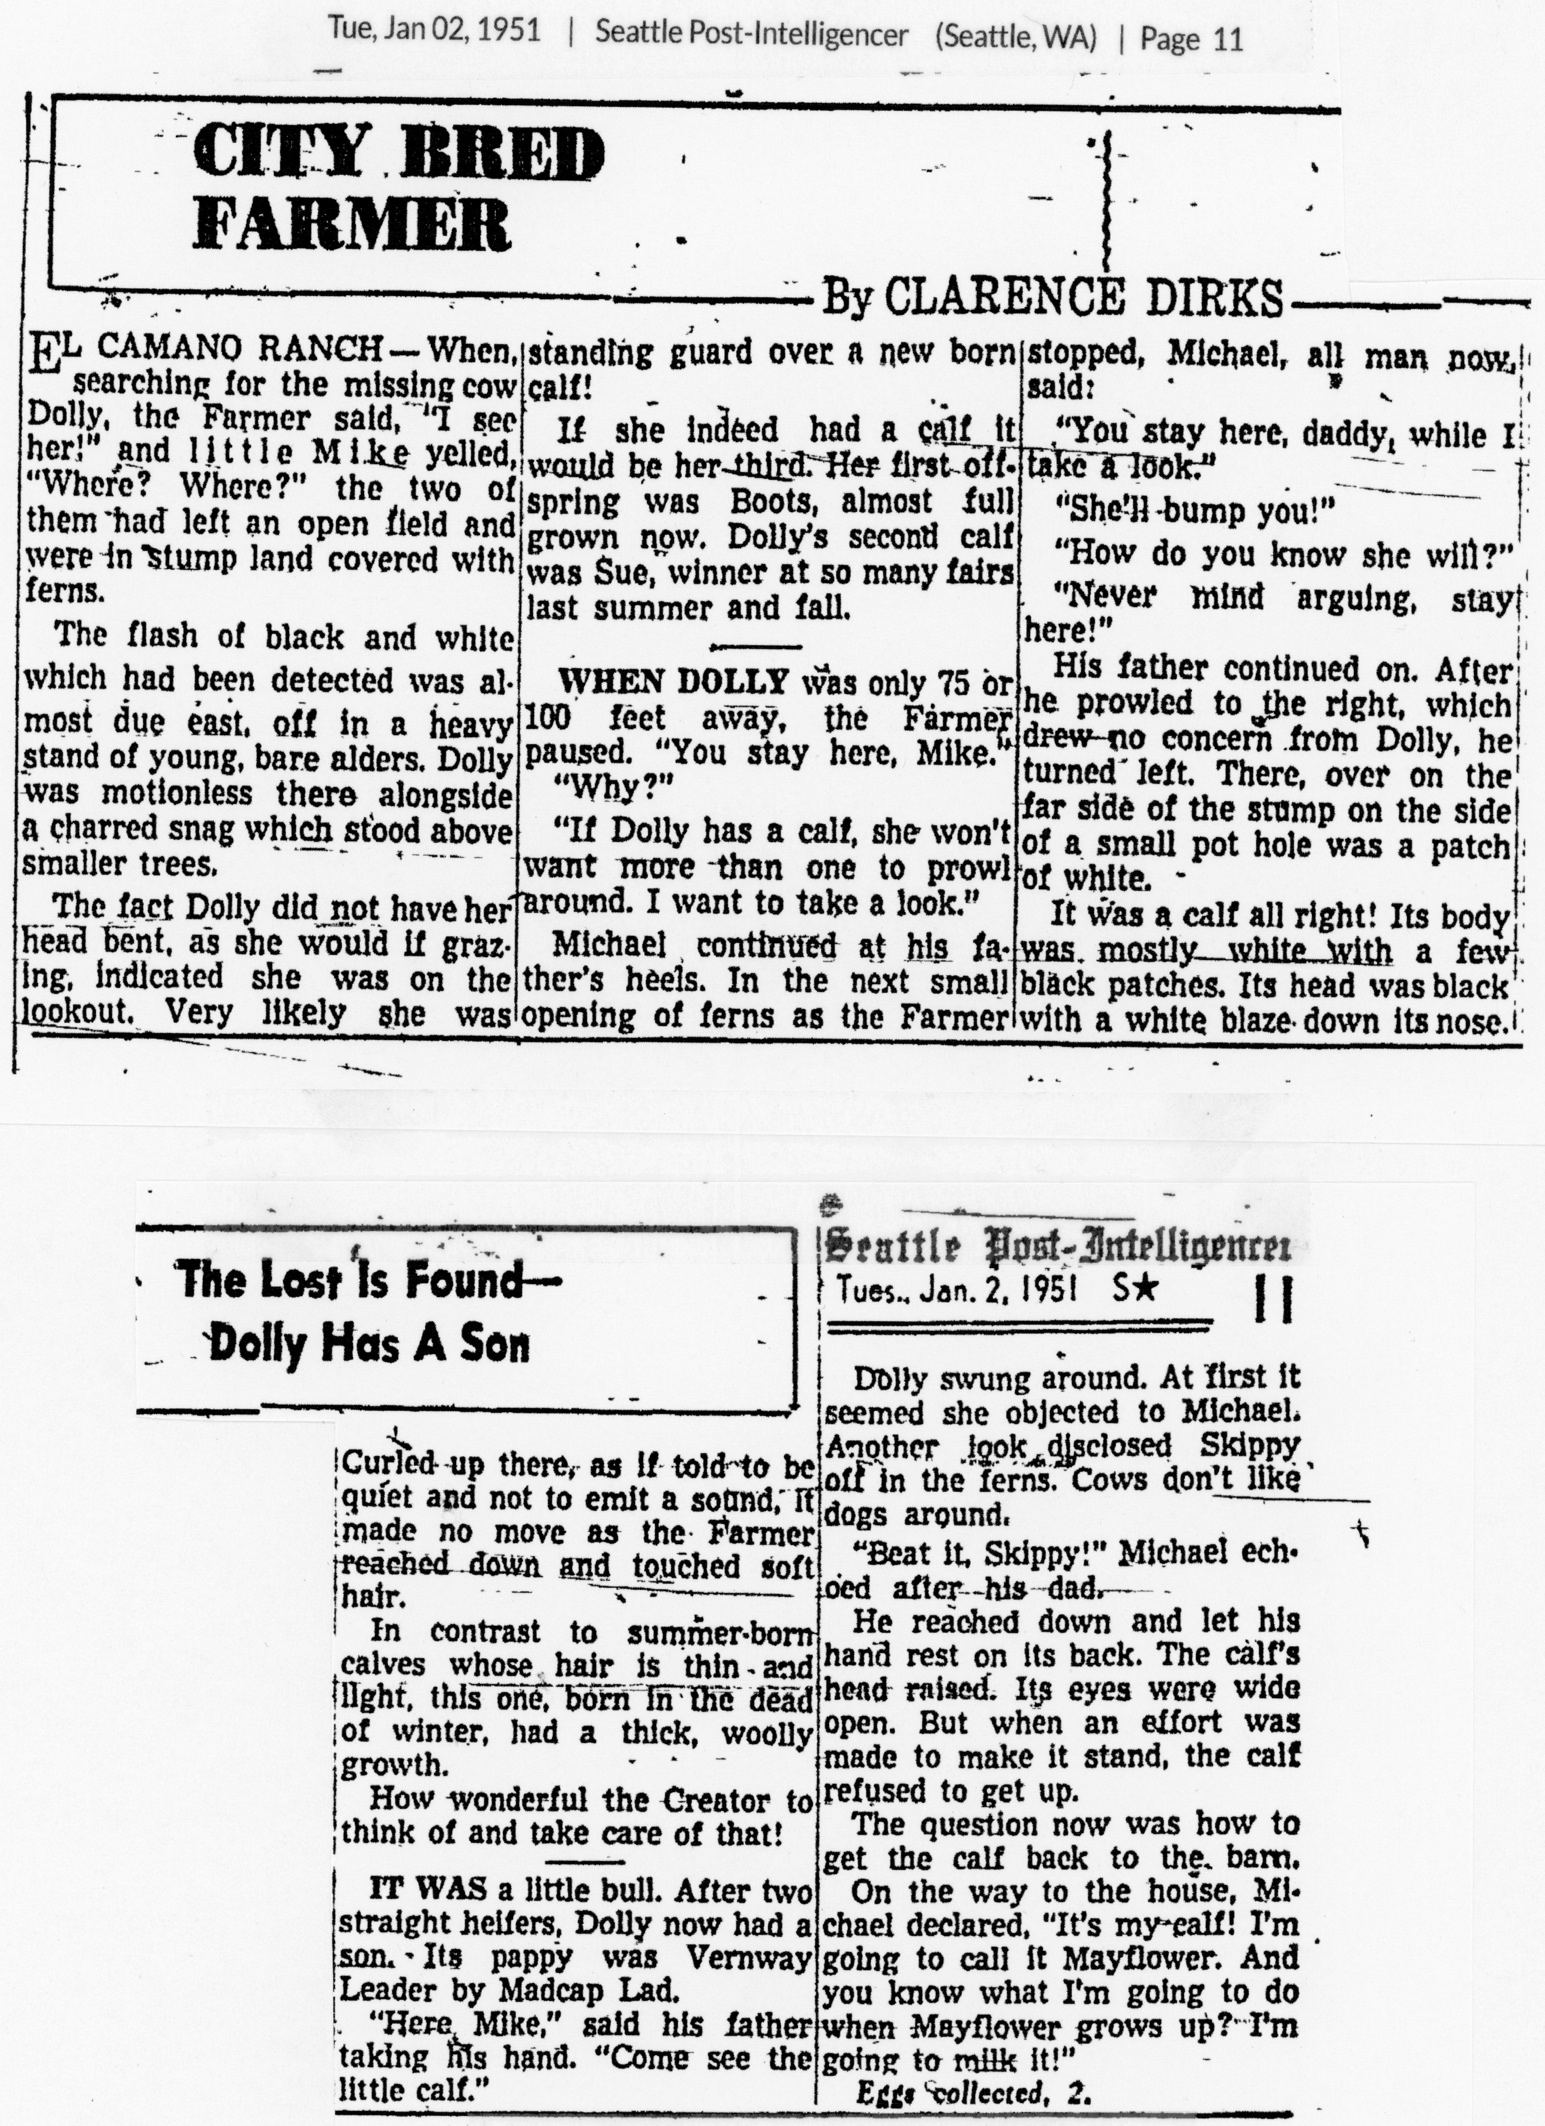 Tue, Jan 02, 1951 | Seattle Post-Intelligencer (Seattle, WA) | Page 11
CITY BRED
FARMER
By CLARENCE DIRKS
EL CAMANO RANCH — When,
searching for the missing cow
Dolly, the Farmer said, "I see
her!" and little Mike yelled,
"Where? Where?" the two of
them had left an open field and
were in stump land covered with
ferns.
The flash of black and white
which had been detected was al-
most due east, off in a heavy
stand of young, bare alders. Dolly
was motionless there alongside
a charred snag which stood above
smaller trees.
The fact Dolly did not have her
head bent, as she would if graz-
ing, indicated she was on the
lookout. Very likely she was
standing guard over a new born
calf!
If she indeed had a calf it
would be her third. Her first off-
spring was Boots, almost full
grown now. Dolly's second calf
was Sue, winner at so many fairs
last summer and fall.
WHEN DOLLY was only 75 or
100 feet away, the Farmer
paused. "You stay here, Mike."
"Why?"
"If Dolly has a calf, she won't
want more than one to prowl
around. I want to take a look."
Michael continued at his fa-
ther's heels. In the next small
opening of ferns as the Farmer
stopped, Michael, all man now,
said:
"You stay here, daddy, while I
take a look."
"She'll bump you!"
"How do you know she will?"
"Never mind arguing, stay
here!"
His father continued on. After
he prowled to the right, which
drew no concern from Dolly, he
turned left. There, over on the
far side of the stump on the side
of a small pot hole was a patch
of white.
It was a calf all right! Its body
was mostly white with a few
black patches. Its head was black
with a white blaze down its nose.
The Lost Is Found—
Dolly Has A Son
Curled up there, as if told to be
quiet and not to emit a sound, it
made no move as the Farmer
reached down and touched soft
hair.
In contrast to summer-born
calves whose hair is thin and
light, this one, born in the dead
of winter, had a thick, woolly
growth.
How wonderful the Creator to
think of and take care of that!
IT WAS a little bull. After two
straight heifers, Dolly now had a
son. Its pappy was Vernway
Leader by Madcap Lad.
"Here, Mike," said his father
taking his hand. "Come see the
little calf."
Seattle Post-Intelligencer
Tues., Jan. 2, 1951 S★ 11
Dolly swung around. At first it
seemed she objected to Michael.
Another look disclosed Skippy
off in the ferns. Cows don't like
dogs around.
"Beat it, Skippy!" Michael ech-
oed after his dad.
He reached down and let his
hand rest on its back. The calf's
head raised. Its eyes were wide
open. But when an effort was
made to make it stand, the calf
refused to get up.
The question now was how to
get the calf back to the barn.
On the way to the house, Mi-
chael declared, "It's my calf! I'm
going to call it Mayflower. And
you know what I'm going to do
when Mayflower grows up? I'm
going to milk it!"
Eggs collected, 2.